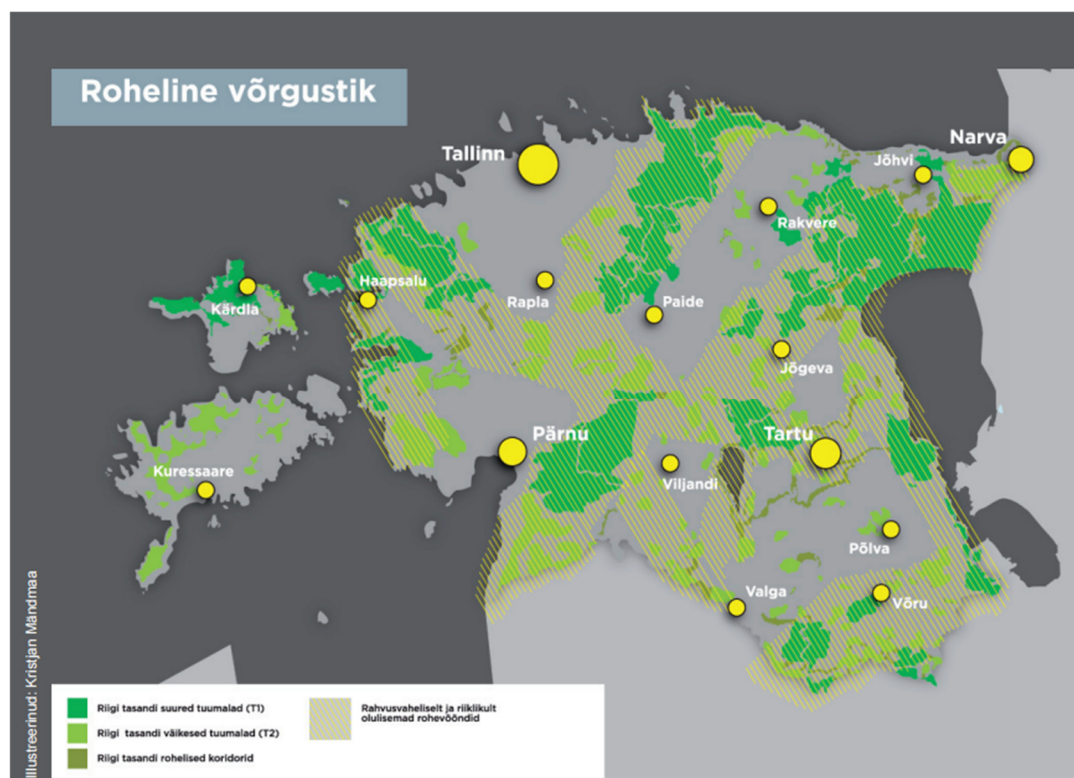 Roheline võrgustik
Tallinn
Narva
Jõhvi
Rakvere
Haapsalu
Kärdla
Rapla
Paide
Jõgeva
Pärnu
Tartu
Kuressaare
Viljandi
Põlva
Valga
Võru
Illustreerinud: Kristjan Mändmaa
Riigi tasandi suured tuumalad (T1)
Riigi tasandi väikesed tuumalad (T2)
Riigi tasandi rohelised koridorid
Rahvusvaheliselt ja riiklikult
olulisemad rohevööndid